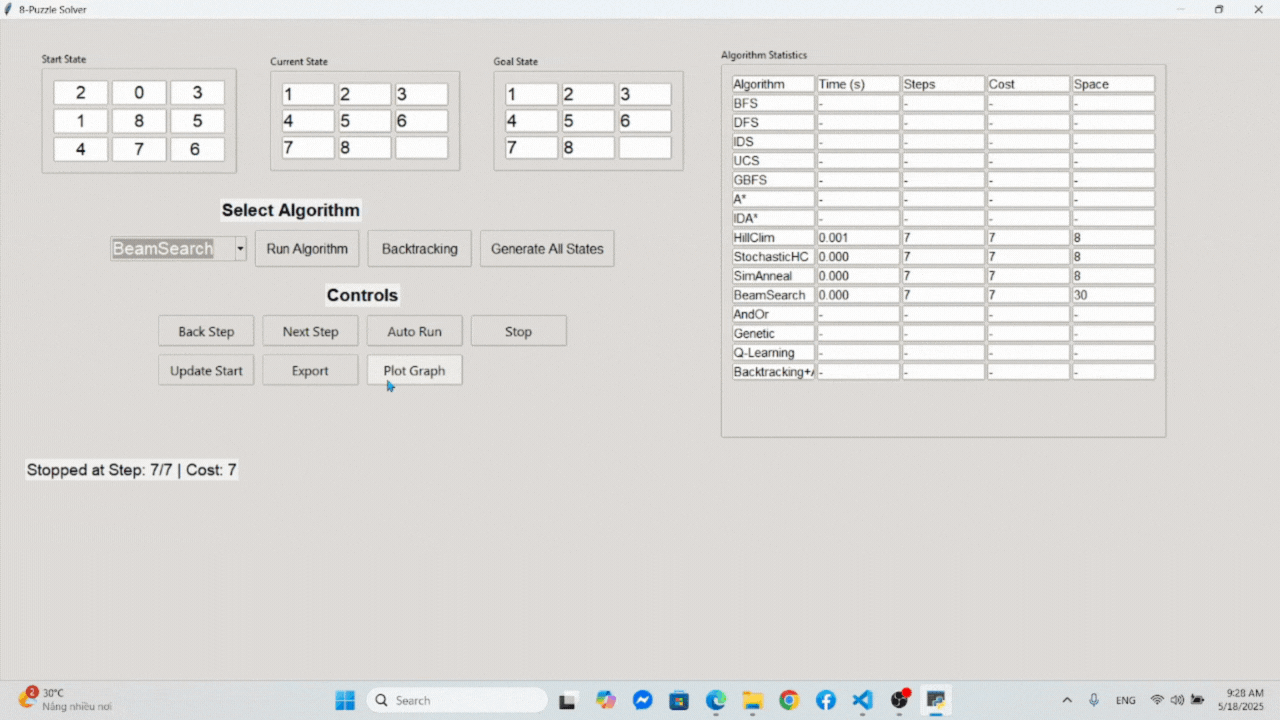 8-Puzzle Solver
Start State
2 0 3
1 8 5
4 7 6
Current State
1 2 3
4 5 6
7 8
Goal State
1 2 3
4 5 6
7 8
Select Algorithm
BeamSearch
Run Algorithm
Backtracking
Generate All States
Controls
Back Step
Next Step
Auto Run
Stop
Update Start
Export
Plot Graph
Stopped at Step: 7/7 | Cost: 7
Algorithm Statistics
Algorithm Time (s) Steps Cost Space
BFS - - - -
DFS - - - -
IDS - - - -
UCS - - - -
GBFS - - - -
A* - - - -
IDA* - - - -
HillClim 0.001 7 7 8
StochasticHC 0.000 7 7 8
SimAnneal 0.000 7 7 8
BeamSearch 0.000 7 7 30
AndOr - - - -
Genetic - - - -
Q-Learning - - - -
Backtracking+A - - - -
2
30°C
Nắng nhiều nơi
Search
ENG
9:28 AM
5/18/2025